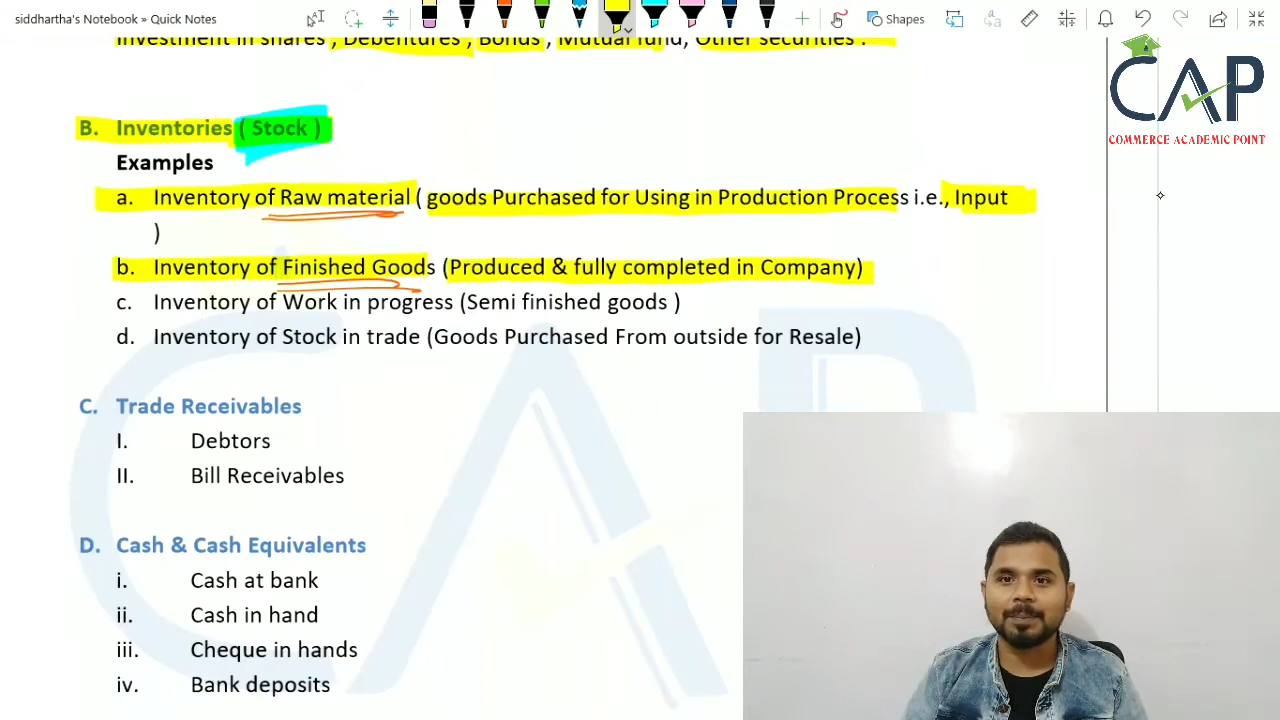 siddhartha's Notebook » Quick Notes
Shapes
Investment in shares , Debentures , Bonds , Mutual fund, Other securities .
CAP
COMMERCE ACADEMIC POINT
B. Inventories ( Stock )
Examples
a. Inventory of Raw material ( goods Purchased for Using in Production Process i.e., Input
)
b. Inventory of Finished Goods (Produced & fully completed in Company)
c. Inventory of Work in progress (Semi finished goods )
d. Inventory of Stock in trade (Goods Purchased From outside for Resale)
C. Trade Receivables
I. Debtors
II. Bill Receivables
D. Cash & Cash Equivalents
i. Cash at bank
ii. Cash in hand
iii. Cheque in hands
iv. Bank deposits
CAP